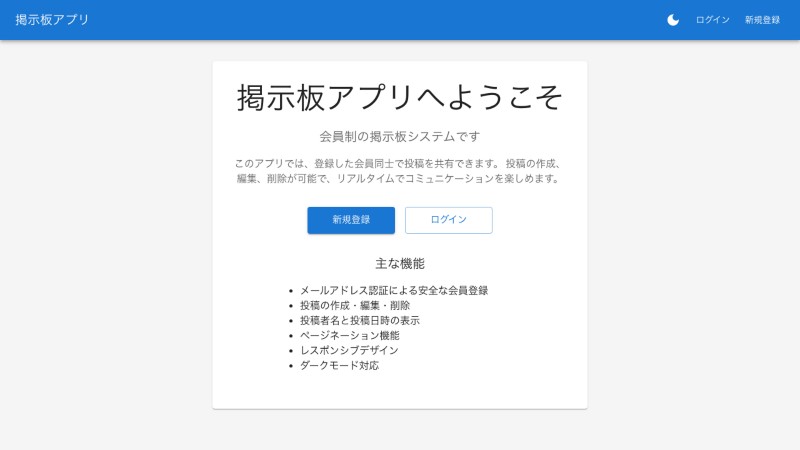 掲示板アプリ
ログイン 新規登録
掲示板アプリへようこそ
会員制の掲示板システムです
このアプリでは、登録した会員同士で投稿を共有できます。 投稿の作成、
編集、削除が可能で、リアルタイムでコミュニケーションを楽しめます。
新規登録 ログイン
主な機能
メールアドレス認証による安全な会員登録
投稿の作成・編集・削除
投稿者名と投稿日時の表示
ページネーション機能
レスポンシブデザイン
ダークモード対応